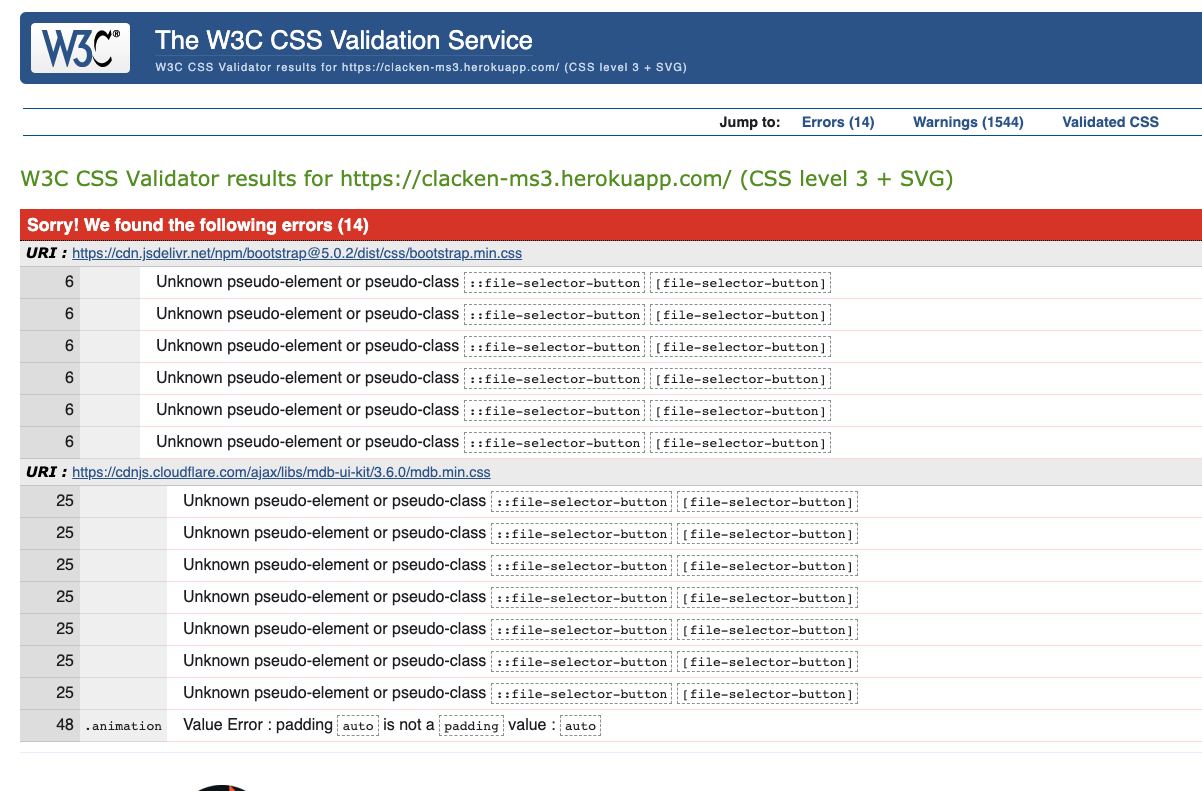 W3C®
The W3C CSS Validation Service
W3C CSS Validator results for https://clacken-ms3.herokuapp.com/ (CSS level 3 + SVG)
Jump to: Errors (14) Warnings (1544) Validated CSS
W3C CSS Validator results for https://clacken-ms3.herokuapp.com/ (CSS level 3 + SVG)
Sorry! We found the following errors (14)
URI : https://cdn.jsdelivr.net/npm/bootstrap@5.0.2/dist/css/bootstrap.min.css
6 Unknown pseudo-element or pseudo-class ::file-selector-button [file-selector-button]
6 Unknown pseudo-element or pseudo-class ::file-selector-button [file-selector-button]
6 Unknown pseudo-element or pseudo-class ::file-selector-button [file-selector-button]
6 Unknown pseudo-element or pseudo-class ::file-selector-button [file-selector-button]
6 Unknown pseudo-element or pseudo-class ::file-selector-button [file-selector-button]
6 Unknown pseudo-element or pseudo-class ::file-selector-button [file-selector-button]
URI : https://cdnjs.cloudflare.com/ajax/libs/mdb-ui-kit/3.6.0/mdb.min.css
25 Unknown pseudo-element or pseudo-class ::file-selector-button [file-selector-button]
25 Unknown pseudo-element or pseudo-class ::file-selector-button [file-selector-button]
25 Unknown pseudo-element or pseudo-class ::file-selector-button [file-selector-button]
25 Unknown pseudo-element or pseudo-class ::file-selector-button [file-selector-button]
25 Unknown pseudo-element or pseudo-class ::file-selector-button [file-selector-button]
25 Unknown pseudo-element or pseudo-class ::file-selector-button [file-selector-button]
25 Unknown pseudo-element or pseudo-class ::file-selector-button [file-selector-button]
48 .animation Value Error : padding auto is not a padding value : auto